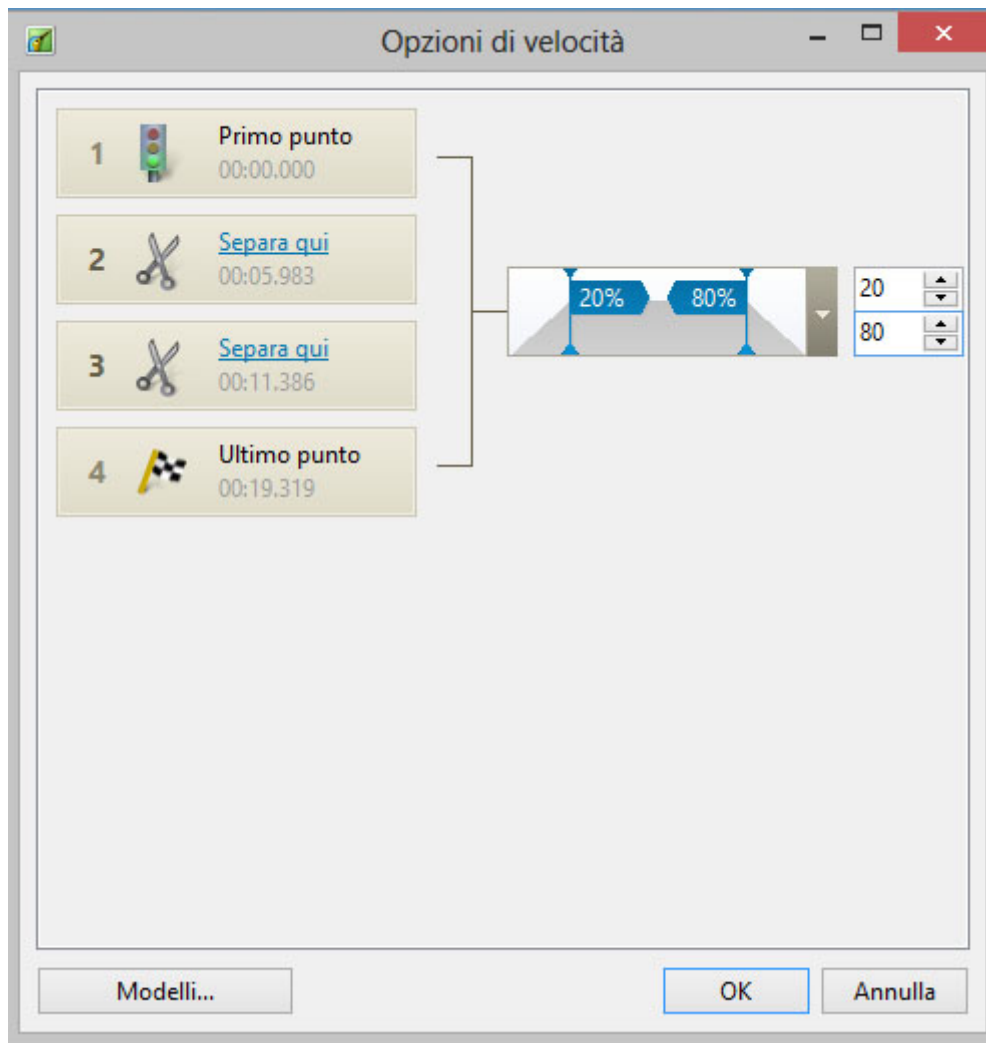 Opzioni di velocità
1
Primo punto
00:00.000
2
Separa qui
00:05.983
3
Separa qui
00:11.386
4
Ultimo punto
00:19.319
20% 80%
20
80
Modelli...
OK
Annulla